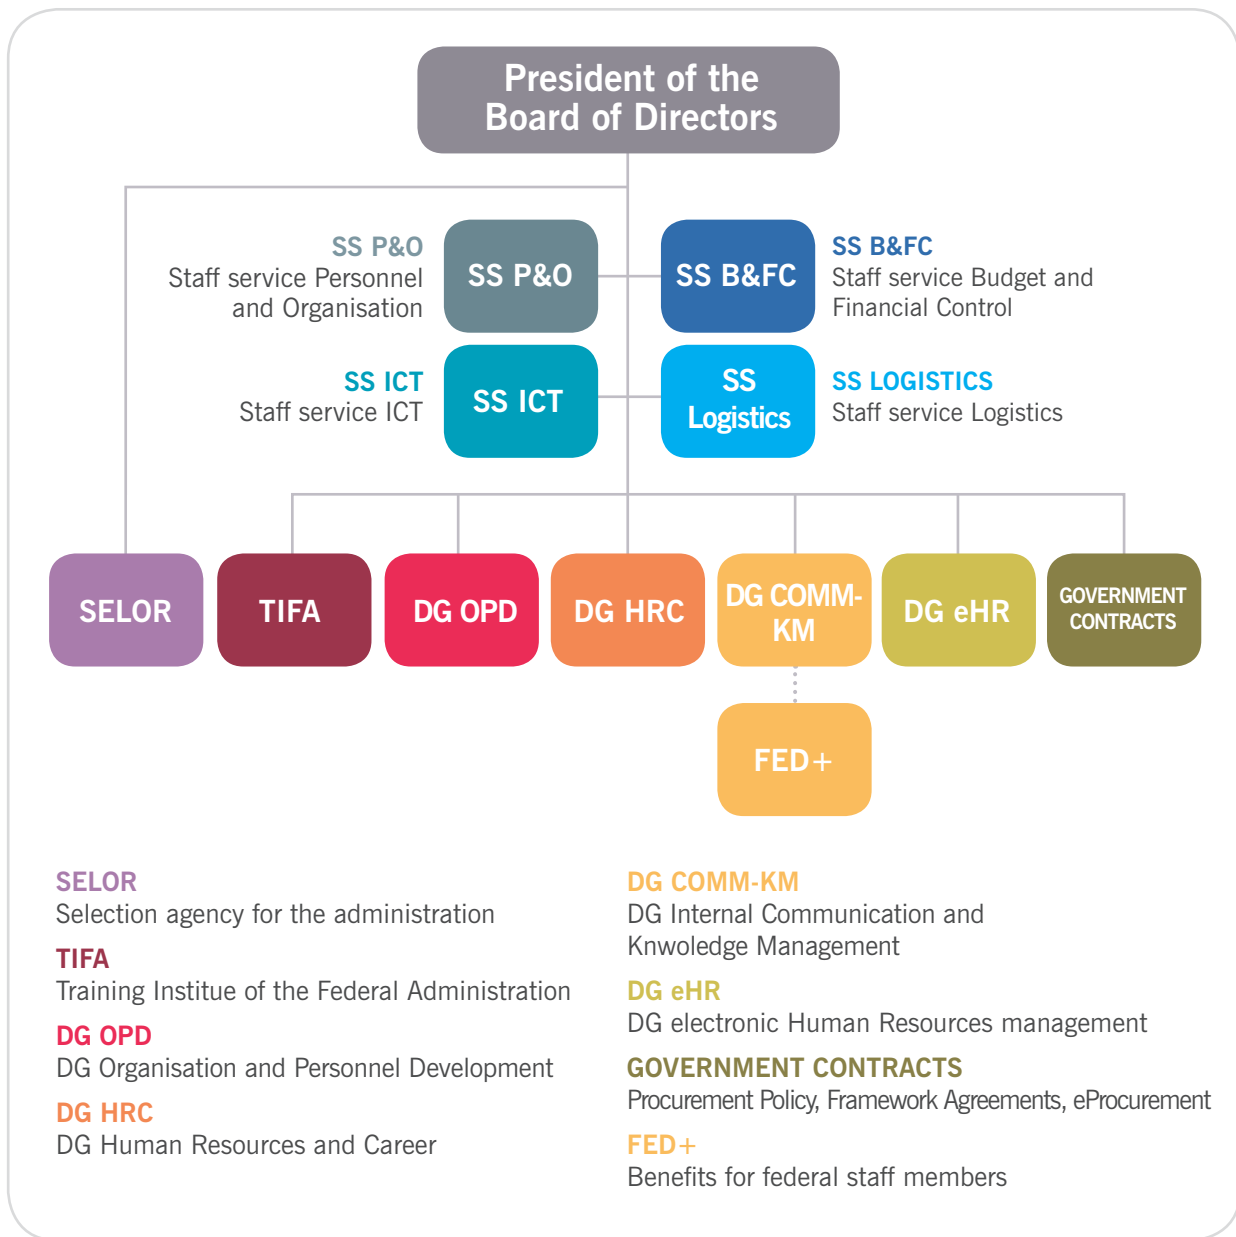 President of the
Board of Directors
SS P&O
Staff service Personnel
and Organisation
SS P&O
SS B&FC
SS B&FC
Staff service Budget and
Financial Control
SS ICT
Staff service ICT
SS ICT
SS
Logistics
SS LOGISTICS
Staff service Logistics
SELOR
TIFA
DG OPD
DG HRC
DG COMM-
KM
DG eHR
GOVERNMENT
CONTRACTS
FED+
SELOR
Selection agency for the administration
TIFA
Training Institue of the Federal Administration
DG OPD
DG Organisation and Personnel Development
DG HRC
DG Human Resources and Career
DG COMM-KM
DG Internal Communication and
Knwoledge Management
DG eHR
DG electronic Human Resources management
GOVERNMENT CONTRACTS
Procurement Policy, Framework Agreements, eProcurement
FED+
Benefits for federal staff members